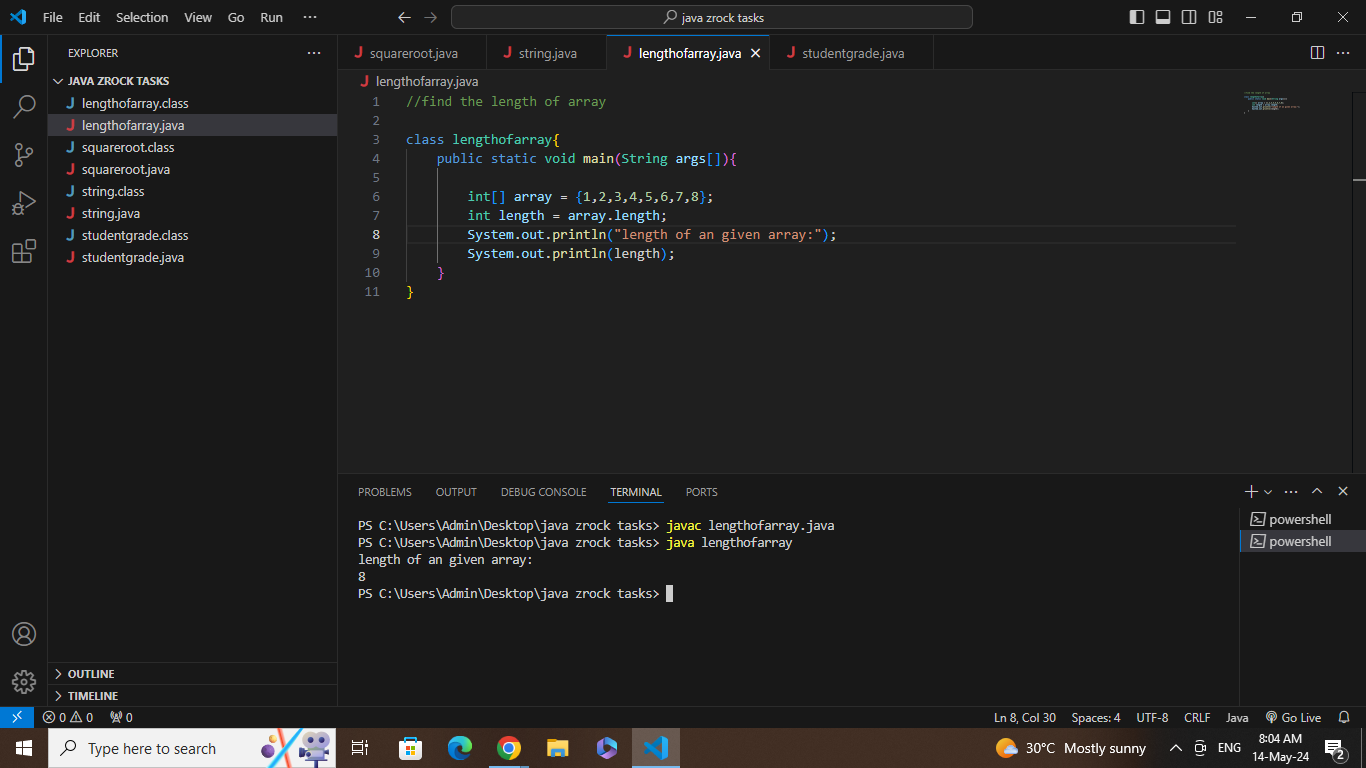 File Edit Selection View Go Run ···
java zrock tasks
EXPLORER ···
JAVA ZROCK TASKS
lengthofarray.class
lengthofarray.java
squareroot.class
squareroot.java
string.class
string.java
studentgrade.class
studentgrade.java
OUTLINE
TIMELINE
squareroot.java string.java lengthofarray.java studentgrade.java
lengthofarray.java
1 //find the length of array
2
3 class lengthofarray{
4 public static void main(String args[]){
5
6 int[] array = {1,2,3,4,5,6,7,8};
7 int length = array.length;
8 System.out.println("length of an given array:");
9 System.out.println(length);
10 }
11 }
PROBLEMS OUTPUT DEBUG CONSOLE TERMINAL PORTS
PS C:\Users\Admin\Desktop\java zrock tasks> javac lengthofarray.java
PS C:\Users\Admin\Desktop\java zrock tasks> java lengthofarray
length of an given array:
8
PS C:\Users\Admin\Desktop\java zrock tasks>
powershell
powershell
0 0 0 Ln 8, Col 30 Spaces: 4 UTF-8 CRLF Java Go Live
Type here to search 30°C Mostly sunny ENG
8:04 AM
14-May-24
2